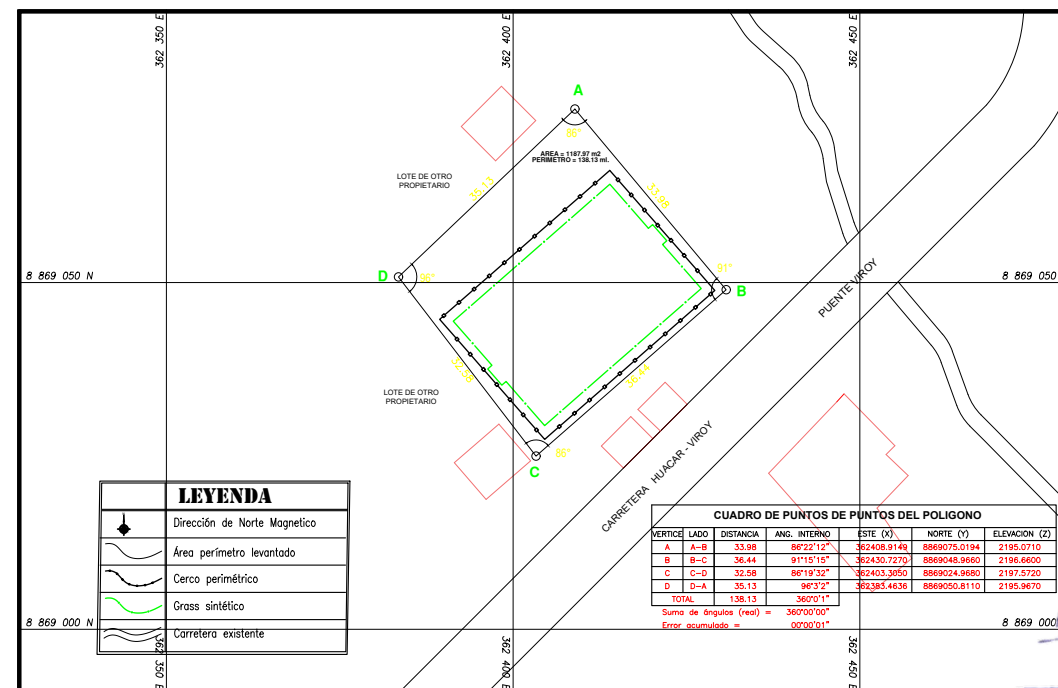 362 350 E
362 400 E
362 450 E
A
86°
AREA = 1187.97 m2
PERIMETRO = 138.13 ml.
LOTE DE OTRO
PROPIETARIO
35.13
33.98
8 869 050 N
D
96°
91°
B
8 869 050
PUENTE VIROY
32.58
36.44
LOTE DE OTRO
PROPIETARIO
86°
C
CARRETERA HUACAR - VIROY
LEYENDA
Dirección de Norte Magnetico
Área perímetro levantado
Cerco perimétrico
Grass sintético
Carretera existente
CUADRO DE PUNTOS DE PUNTOS DEL POLIGONO
VERTICE LADO DISTANCIA ANG. INTERNO ESTE (X) NORTE (Y) ELEVACION (Z)
A A-B 33.98 86°22'12" 362408.9149 8869075.0194 2195.0710
B B-C 36.44 91°15'15" 362430.7270 8869048.9660 2196.6600
C C-D 32.58 86°19'32" 362403.3050 8869024.9680 2197.5720
D D-A 35.13 96°3'2" 362383.4636 8869050.8110 2195.9670
TOTAL 138.13 360°0'1"
Suma de ángulos (real) = 360°00'00"
Error acumulado = 00°00'01"
8 869 000 N
8 869 000
362 350 E
362 400 E
362 450 E